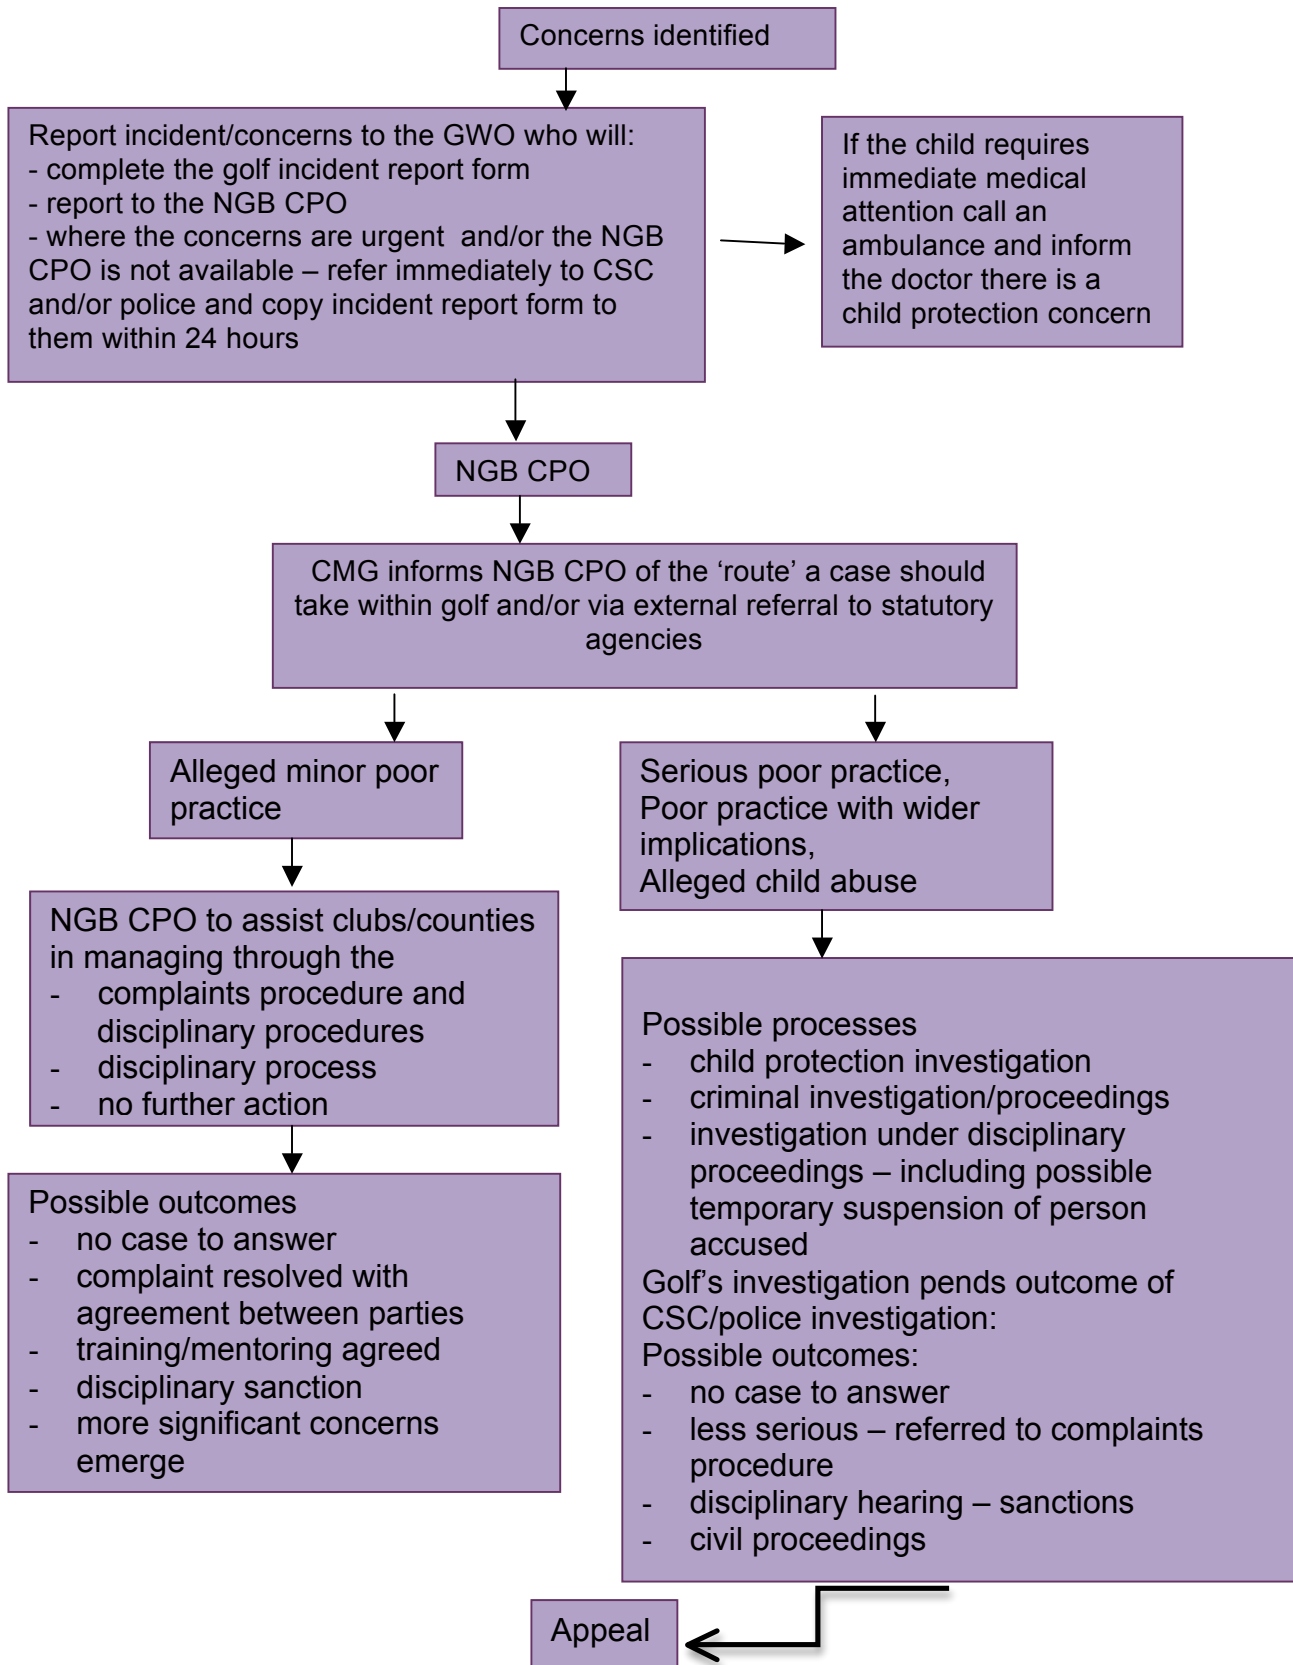 Concerns identified
Report incident/concerns to the GWO who will:
- complete the golf incident report form
- report to the NGB CPO
- where the concerns are urgent  and/or the NGB
CPO is not available – refer immediately to CSC
and/or police and copy incident report form to
them within 24 hours
If the child requires
immediate medical
attention call an
ambulance and inform
the doctor there is a
child protection concern
NGB CPO
CMG informs NGB CPO of the ‘route’ a case should
take within golf and/or via external referral to statutory
agencies
Alleged minor poor
practice
Serious poor practice,
Poor practice with wider
implications,
Alleged child abuse
NGB CPO to assist clubs/counties
in managing through the
- complaints procedure and
disciplinary procedures
- disciplinary process
- no further action
Possible outcomes
- no case to answer
- complaint resolved with
agreement between parties
- training/mentoring agreed
- disciplinary sanction
- more significant concerns
emerge
Possible processes
- child protection investigation
- criminal investigation/proceedings
- investigation under disciplinary
proceedings – including possible
temporary suspension of person
accused
Golf’s investigation pends outcome of
CSC/police investigation:
Possible outcomes:
- no case to answer
- less serious – referred to complaints
procedure
- disciplinary hearing – sanctions
- civil proceedings
Appeal